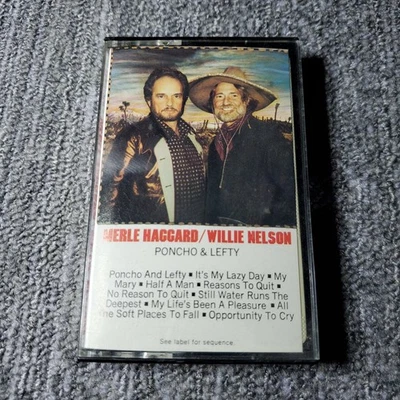 MERLE HAGGARD/WILLIE NELSON
PONCHO & LEFTY
Poncho And Lefty ▪ It's My Lazy Day ▪ My
Mary ▪ Half A Man ▪ Reasons To Quit ▪
No Reason To Quit ▪ Still Water Runs The
Deepest ▪ My Life's Been A Pleasure ▪ All
The Soft Places To Fall ▪ Opportunity To Cry
See label for sequence.